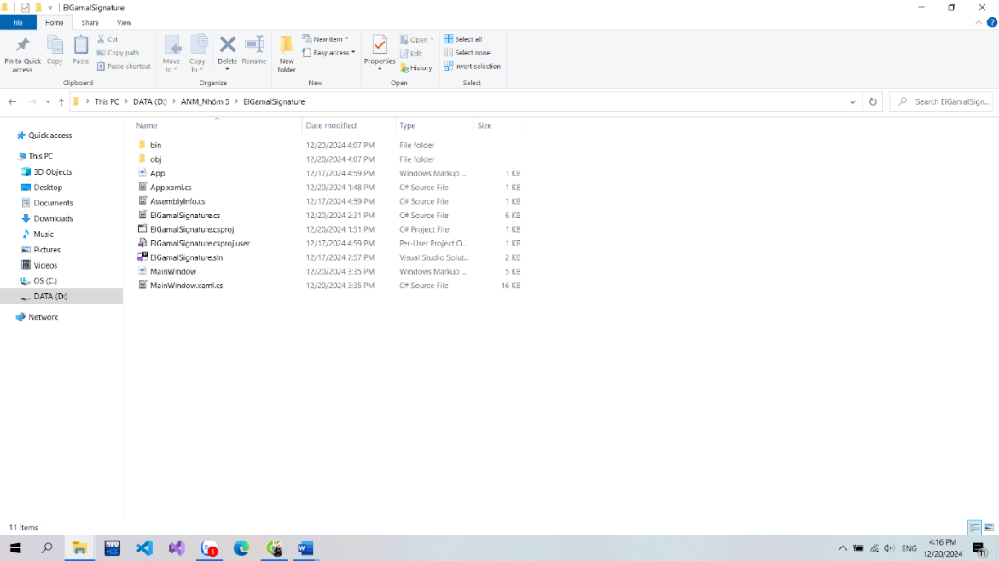 ElGamalSignature
File Home Share View
Pin to Quick access
Copy
Paste
Cut
Copy path
Paste shortcut
Clipboard
Move to
Copy to
Delete
Rename
Organize
New folder
New item
Easy access
New
Properties
Open
Edit
History
Open
Select all
Select none
Invert selection
Select
This PC > DATA (D:) > ANM_Nhóm 5 > ElGamalSignature
Search ElGamalSign...
Quick access
This PC
3D Objects
Desktop
Documents
Downloads
Music
Pictures
Videos
OS (C:)
DATA (D:)
Network
Name Date modified Type Size
bin 12/20/2024 4:07 PM File folder
obj 12/20/2024 4:07 PM File folder
App 12/17/2024 4:59 PM Windows Markup ... 1 KB
App.xaml.cs 12/20/2024 1:48 PM C# Source File 1 KB
AssemblyInfo.cs 12/17/2024 4:59 PM C# Source File 1 KB
ElGamalSignature.cs 12/20/2024 2:31 PM C# Source File 6 KB
ElGamalSignature.csproj 12/20/2024 1:51 PM C# Project File 1 KB
ElGamalSignature.csproj.user 12/17/2024 4:59 PM Per-User Project O... 1 KB
ElGamalSignature.sln 12/17/2024 7:57 PM Visual Studio Solut... 2 KB
MainWindow 12/20/2024 3:35 PM Windows Markup ... 5 KB
MainWindow.xaml.cs 12/20/2024 3:35 PM C# Source File 16 KB
11 items
DEV
5
W
ENG
4:16 PM
12/20/2024
11